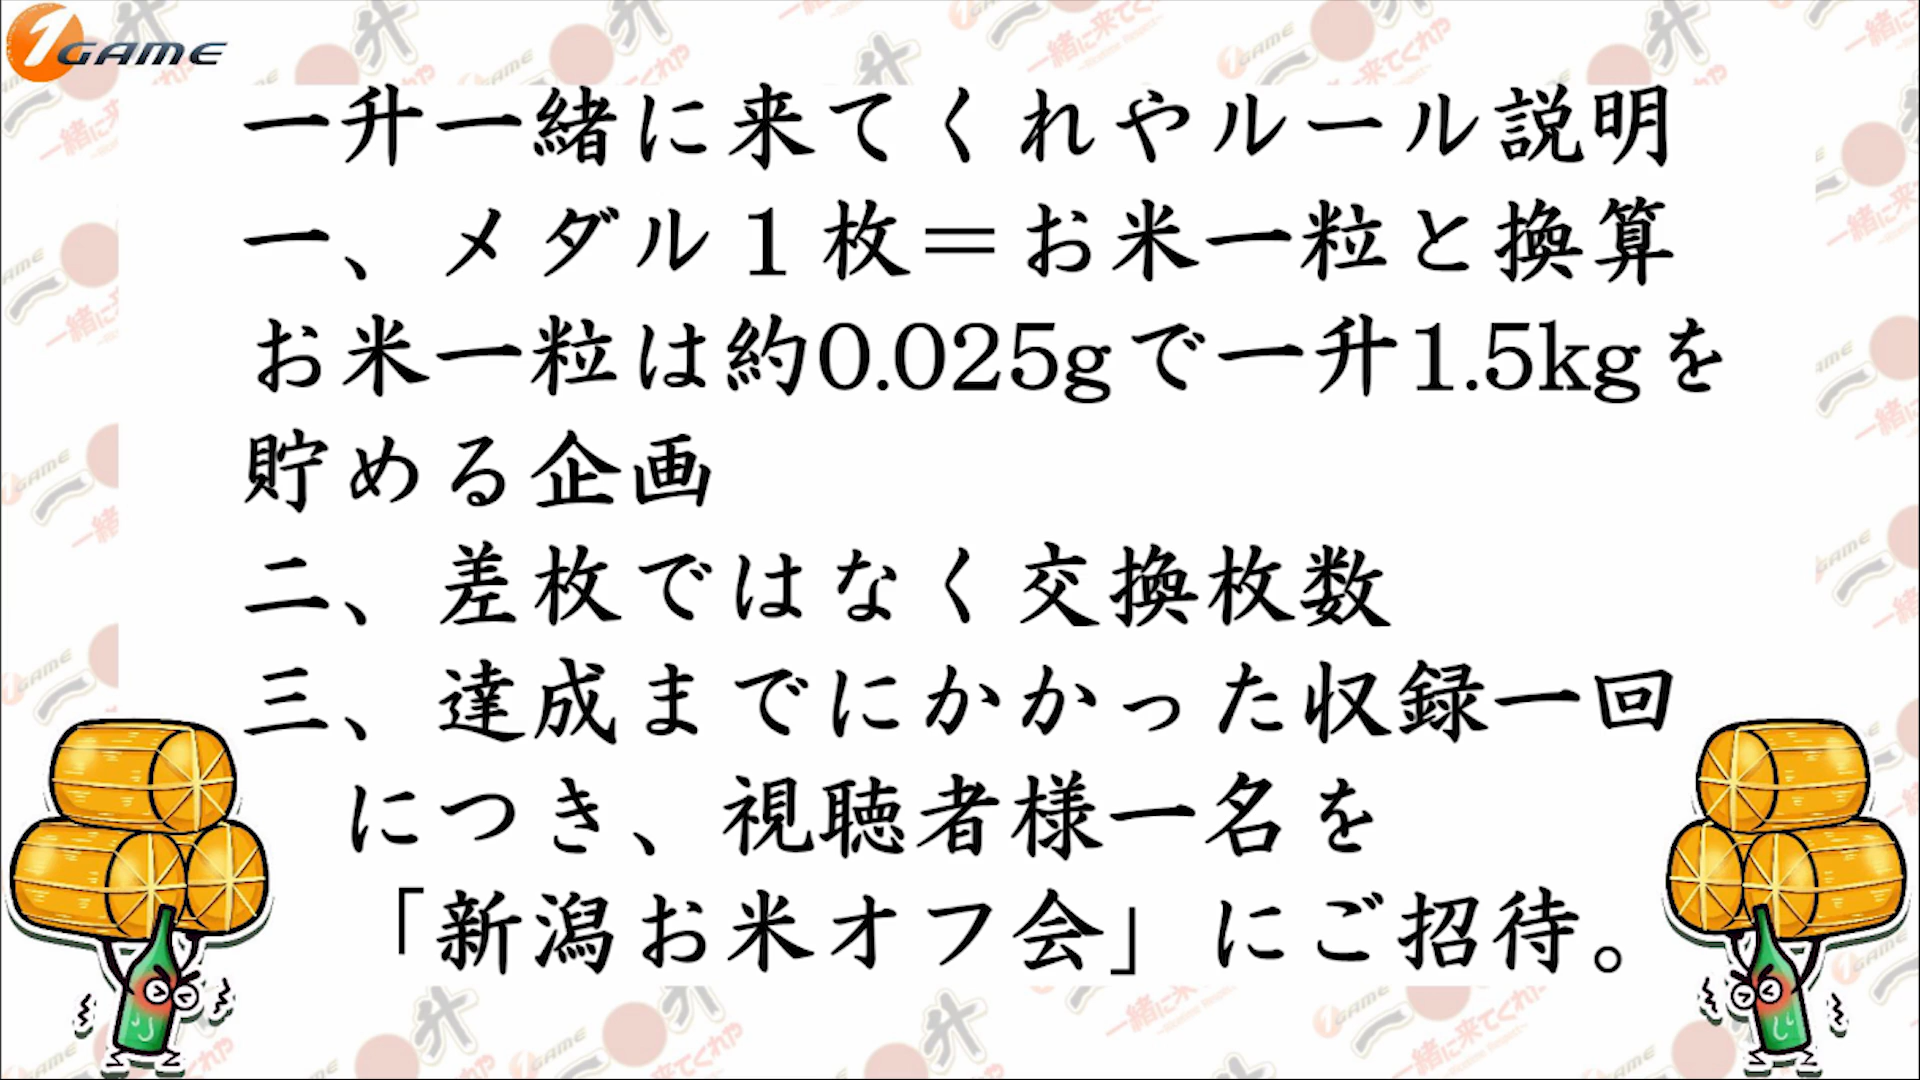 1GAME
一升一緒に来てくれやルール説明
一、メダル1枚＝お米一粒と換算
お米一粒は約0.025gで一升1.5kgを
貯める企画
二、差枚ではなく交換枚数
三、達成までにかかった収録一回
につき、視聴者様一名を
「新潟お米オフ会」にご招待。